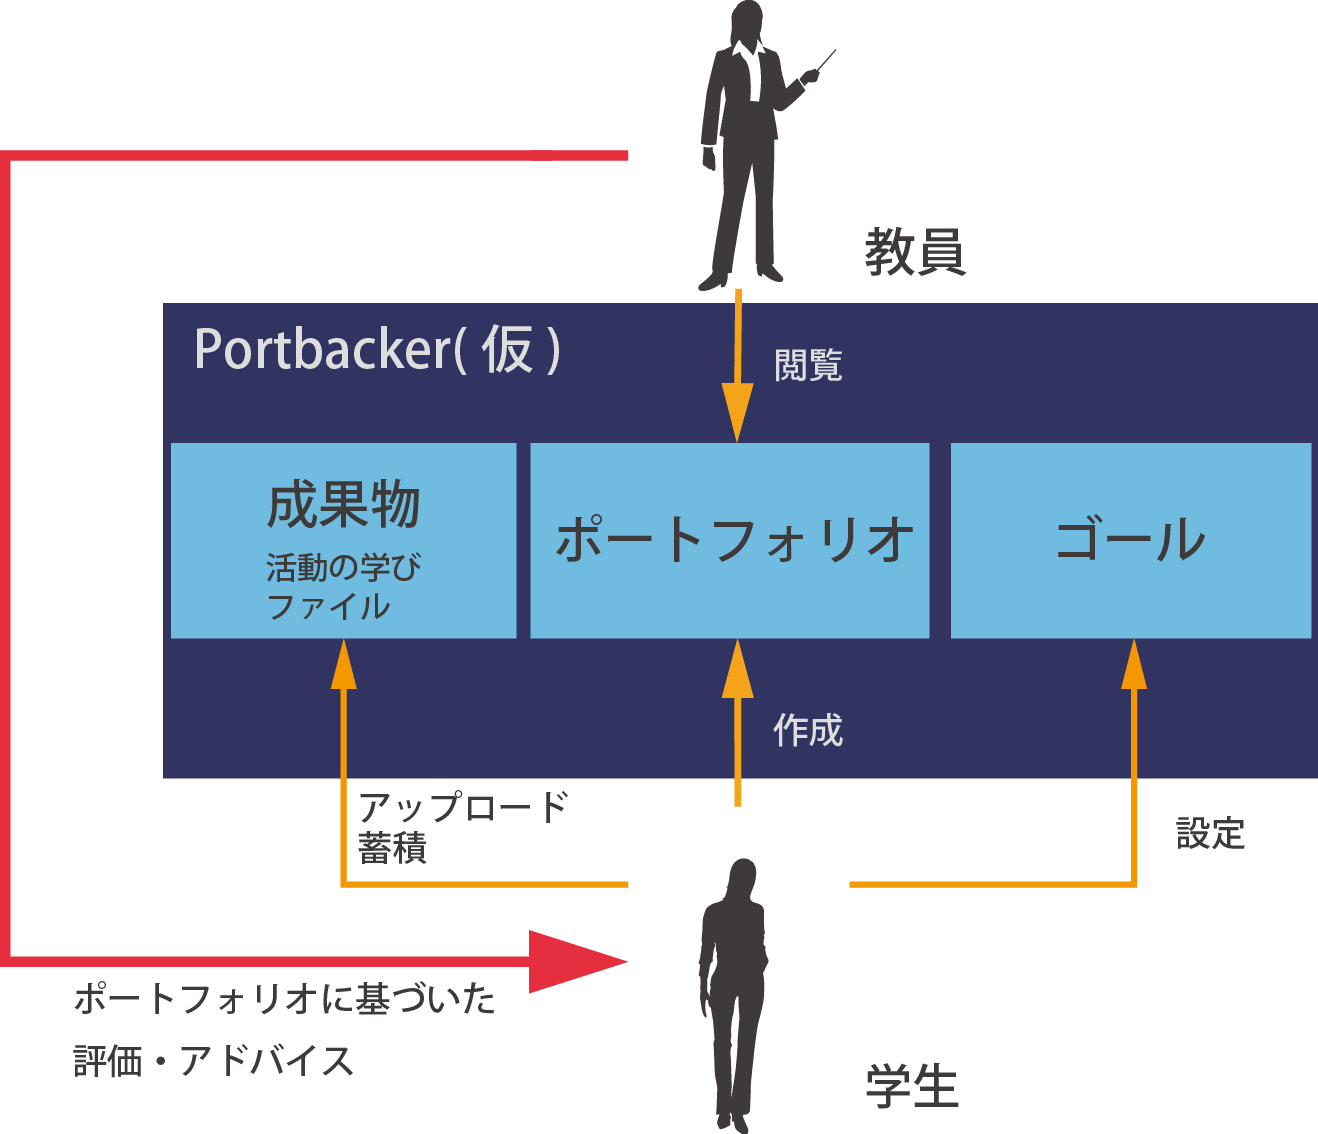 教員
Portbacker( 仮 )
閲覧
成果物
活動の学び
ファイル
ポートフォリオ
ゴール
作成
アップロード
蓄積
設定
ポートフォリオに基づいた
評価・アドバイス
学生